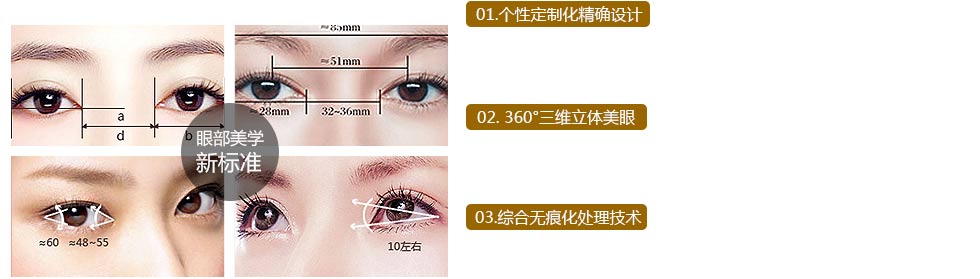 01.个性定制化精确设计
≈85mm
≈51mm
≈28mm
32~36mm
a
d
b
眼部美学
新标准
02. 360°三维立体美眼
≈60
≈48~55
10左右
03.综合无痕化处理技术